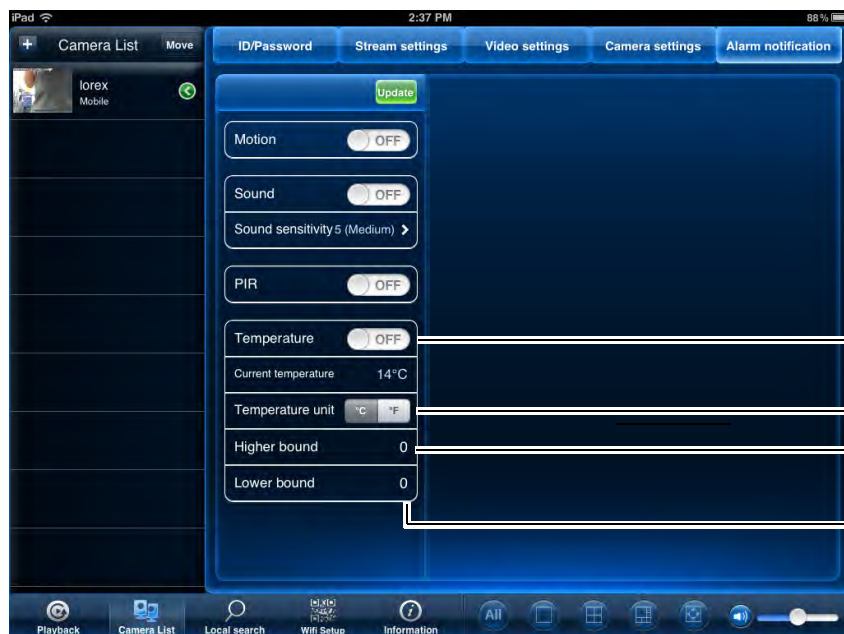 iPad 2:37 PM 88%
+ Camera List Move
ID/Password Stream settings Video settings Camera settings Alarm notification
lorex
Mobile
Update
Motion OFF
Sound OFF
Sound sensitivity 5 (Medium)
PIR OFF
Temperature OFF
Current temperature 14°C
Temperature unit °C °F
Higher bound 0
Lower bound 0
Playback Camera List Local search Wifi Setup Information All